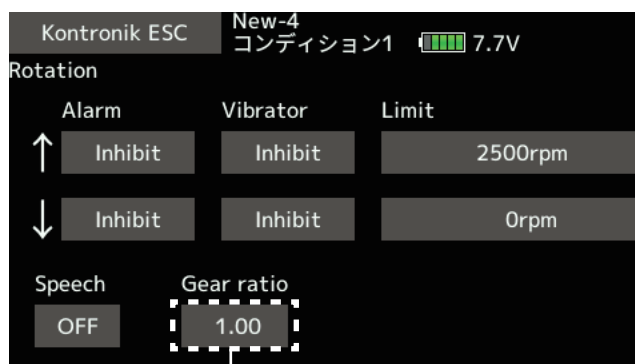 Kontronik ESC
New-4
コンディション1 7.7V
Rotation
Alarm Vibrator Limit
↑ Inhibit Inhibit 2500rpm
↓ Inhibit Inhibit 0rpm
Speech Gear ratio
OFF 1.00